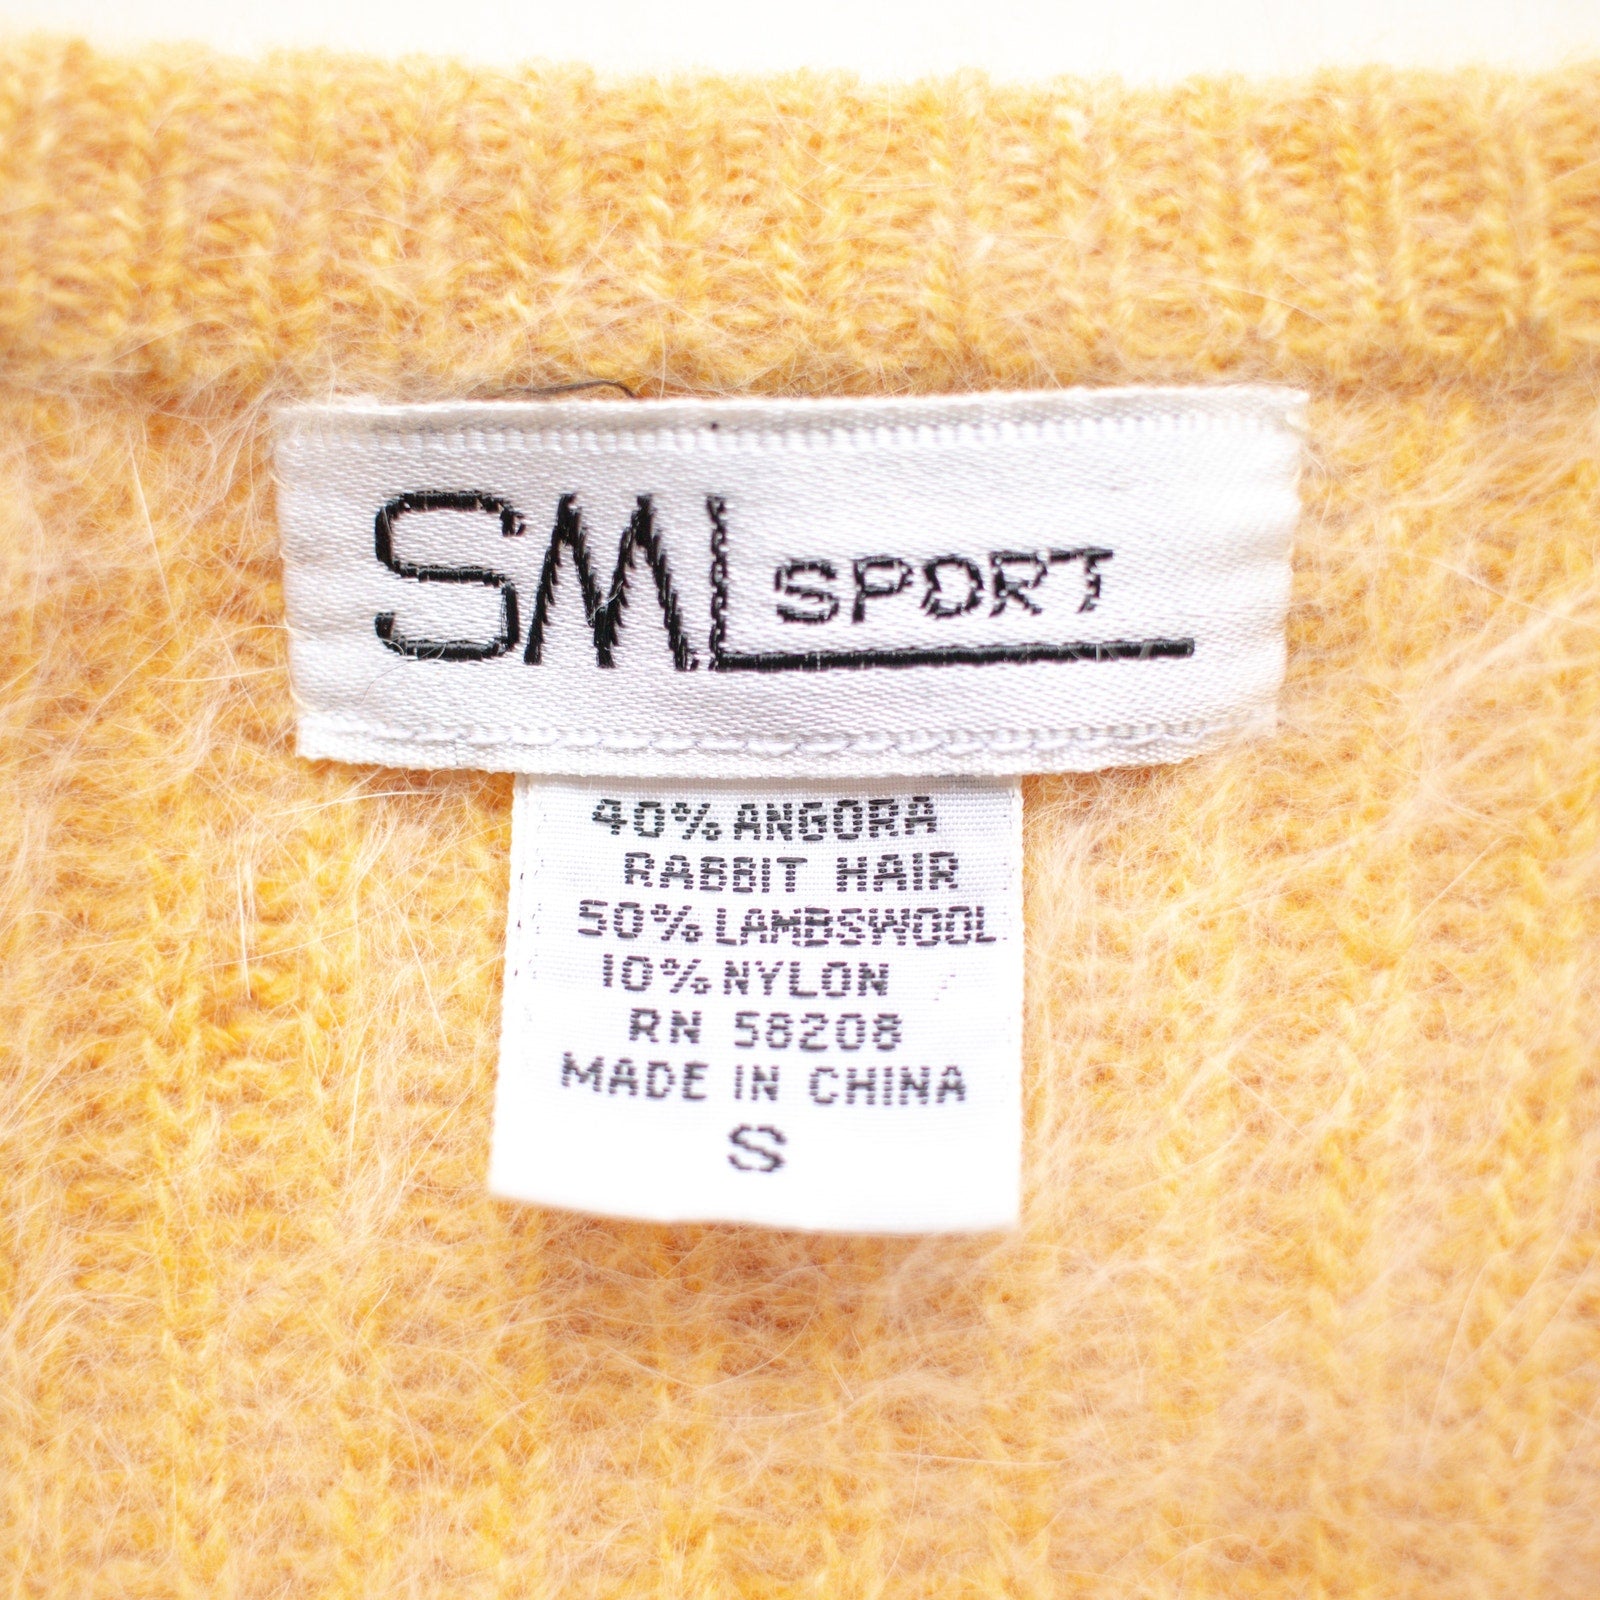 SML SPORT
40% ANGORA
RABBIT HAIR
50% LAMBSWOOL
10% NYLON
RN 58208
MADE IN CHINA
S